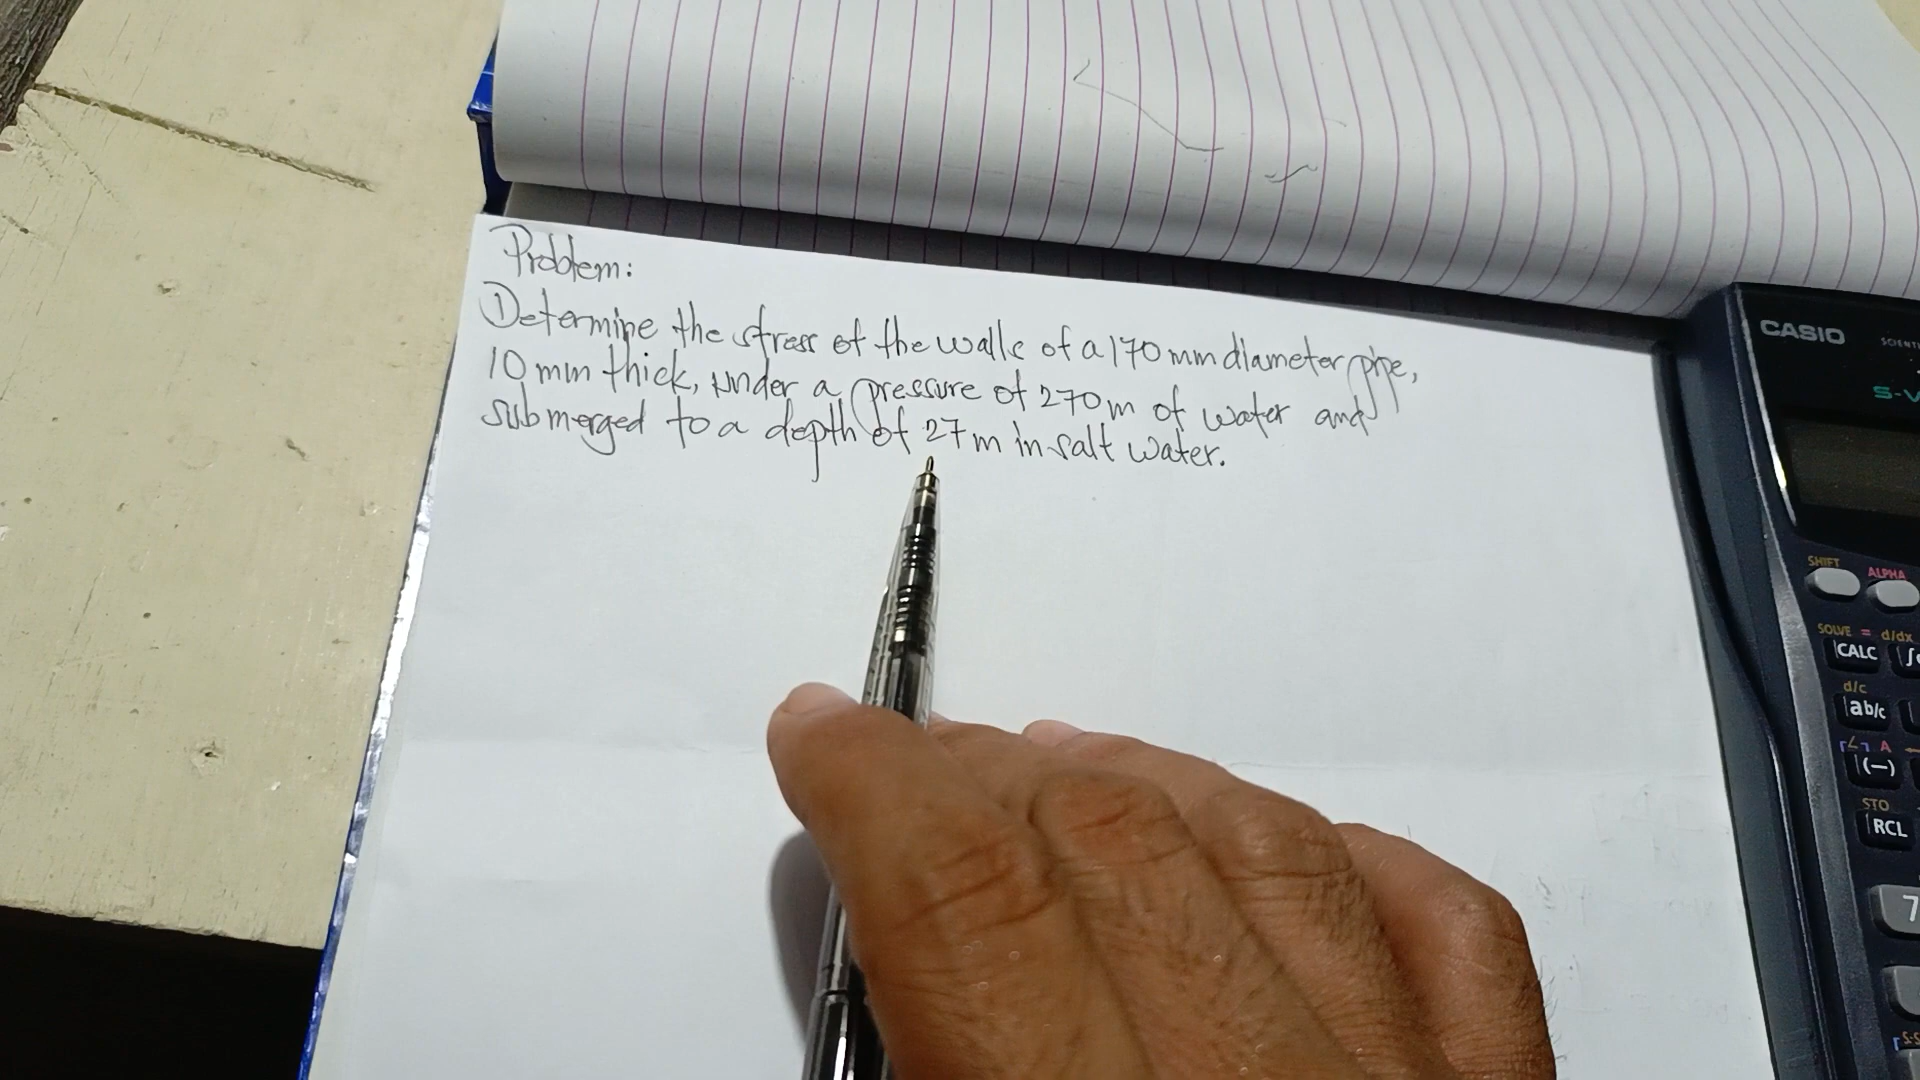 Problem:
① Determine the stress of the walls of a 170 mm diameter pipe,
10 mm thick, under a pressure of 270 m of water and
submerged to a depth of 27 m in salt water.
CASIO
S-V
SHIFT
ALPHA
SOLVE = d/dx
CALC
d/c
ab/c
A
(−)
STO
RCL
7